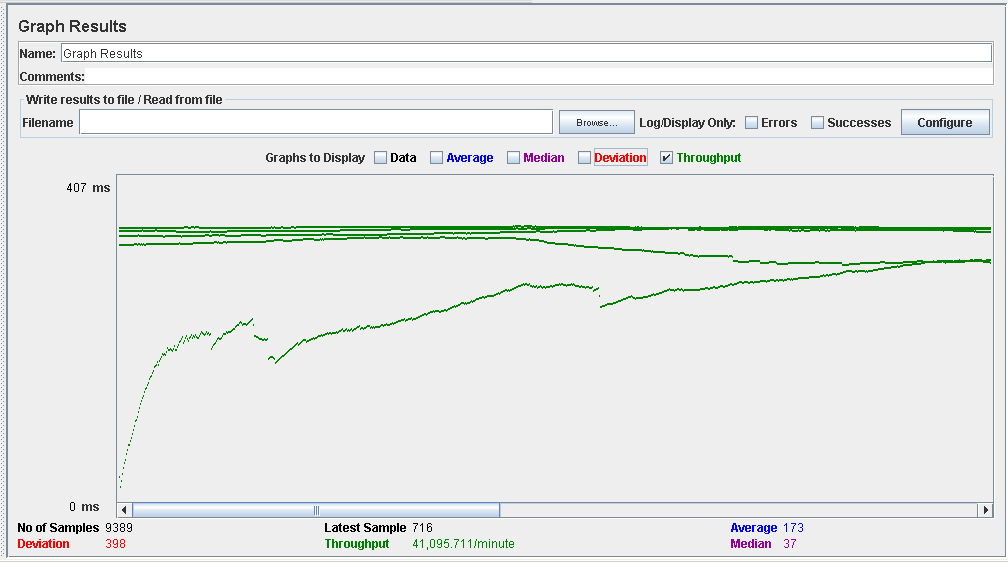 Graph Results
Name: Graph Results
Comments:
Write results to file / Read from file
Filename Browse... Log/Display Only: Errors Successes Configure
Graphs to Display Data Average Median Deviation Throughput
407 ms
0 ms
No of Samples 9389 Latest Sample 716 Average 173
Deviation 398 Throughput 41,095.711/minute Median 37